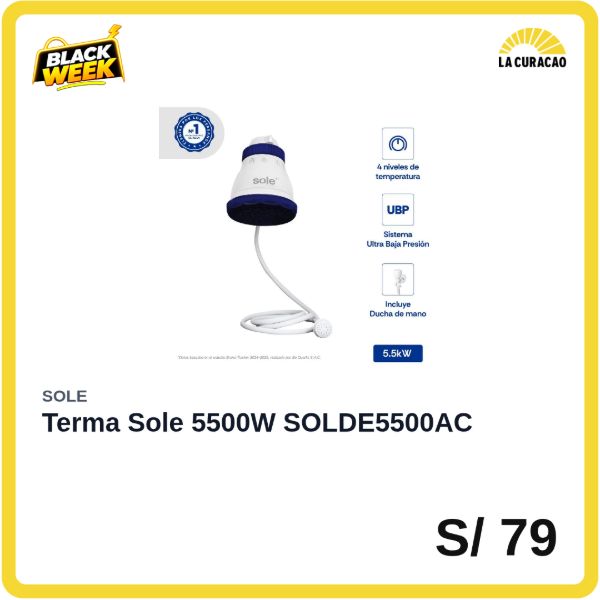 BLACK
WEEK
LA CURACAO
Nº1
sole
4 niveles de
temperatura
UBP
Sistema
Ultra Baja Presión
Incluye
Ducha de mano
5.5kW
SOLE
Terma Sole 5500W SOLDE5500AC
S/ 79